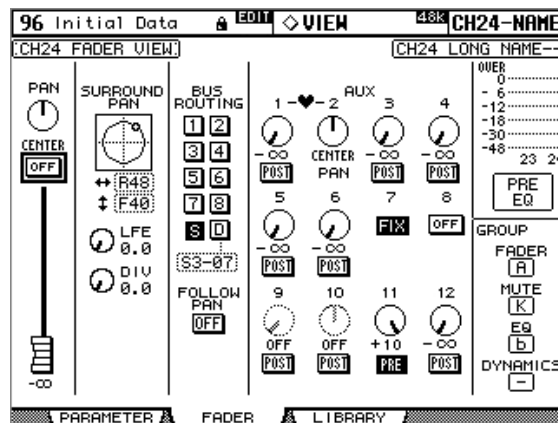 96 Initial Data EDIT ◇VIEW 48K CH24-NAME
CH24 FADER VIEW CH24 LONG NAME--
PAN
CENTER
OFF
-∞
SURROUND
PAN
↔ R48
↕ F40
LFE
0.0
DIV
0.0
BUS
ROUTING
1 2
3 4
5 6
7 8
S D
S3-07
FOLLOW
PAN
OFF
AUX
1 -♥- 2 3 4
-∞ CENTER -∞ -∞
POST PAN POST POST
5 6 7 8
FIX OFF
-∞ -∞
POST POST
9 10 11 12
OFF OFF +10 -∞
POST POST PRE POST
OVER
0
-6
-12
-18
-30
-48
23 2
PRE
EQ
GROUP
FADER
A
MUTE
K
EQ
b
DYNAMICS
-
PARAMETER FADER LIBRARY